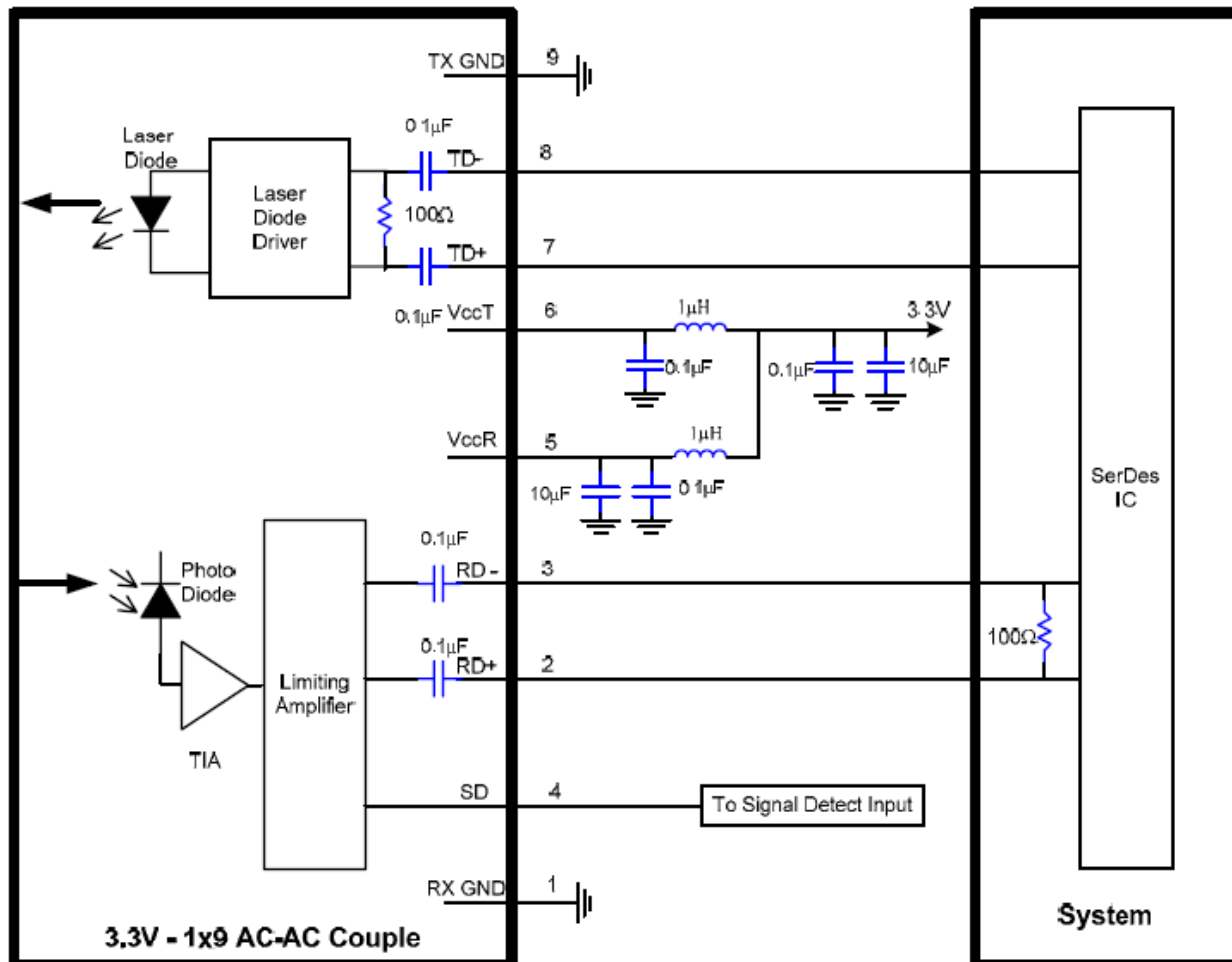 TX GND
9
Laser
Diode
0.1µF
TD-
8
Laser
Diode
Driver
100Ω
TD+
7
0.1µF
VccT
6
1µH
3.3V
0.1µF
0.1µF
10µF
VccR
5
1µH
10µF
0.1µF
SerDes
IC
0.1µF
Photo
Diode
RD -
3
0.1µF
100Ω
RD+
2
Limiting
Amplifier
TIA
SD
4
To Signal Detect Input
RX GND
1
3.3V - 1x9 AC-AC Couple
System